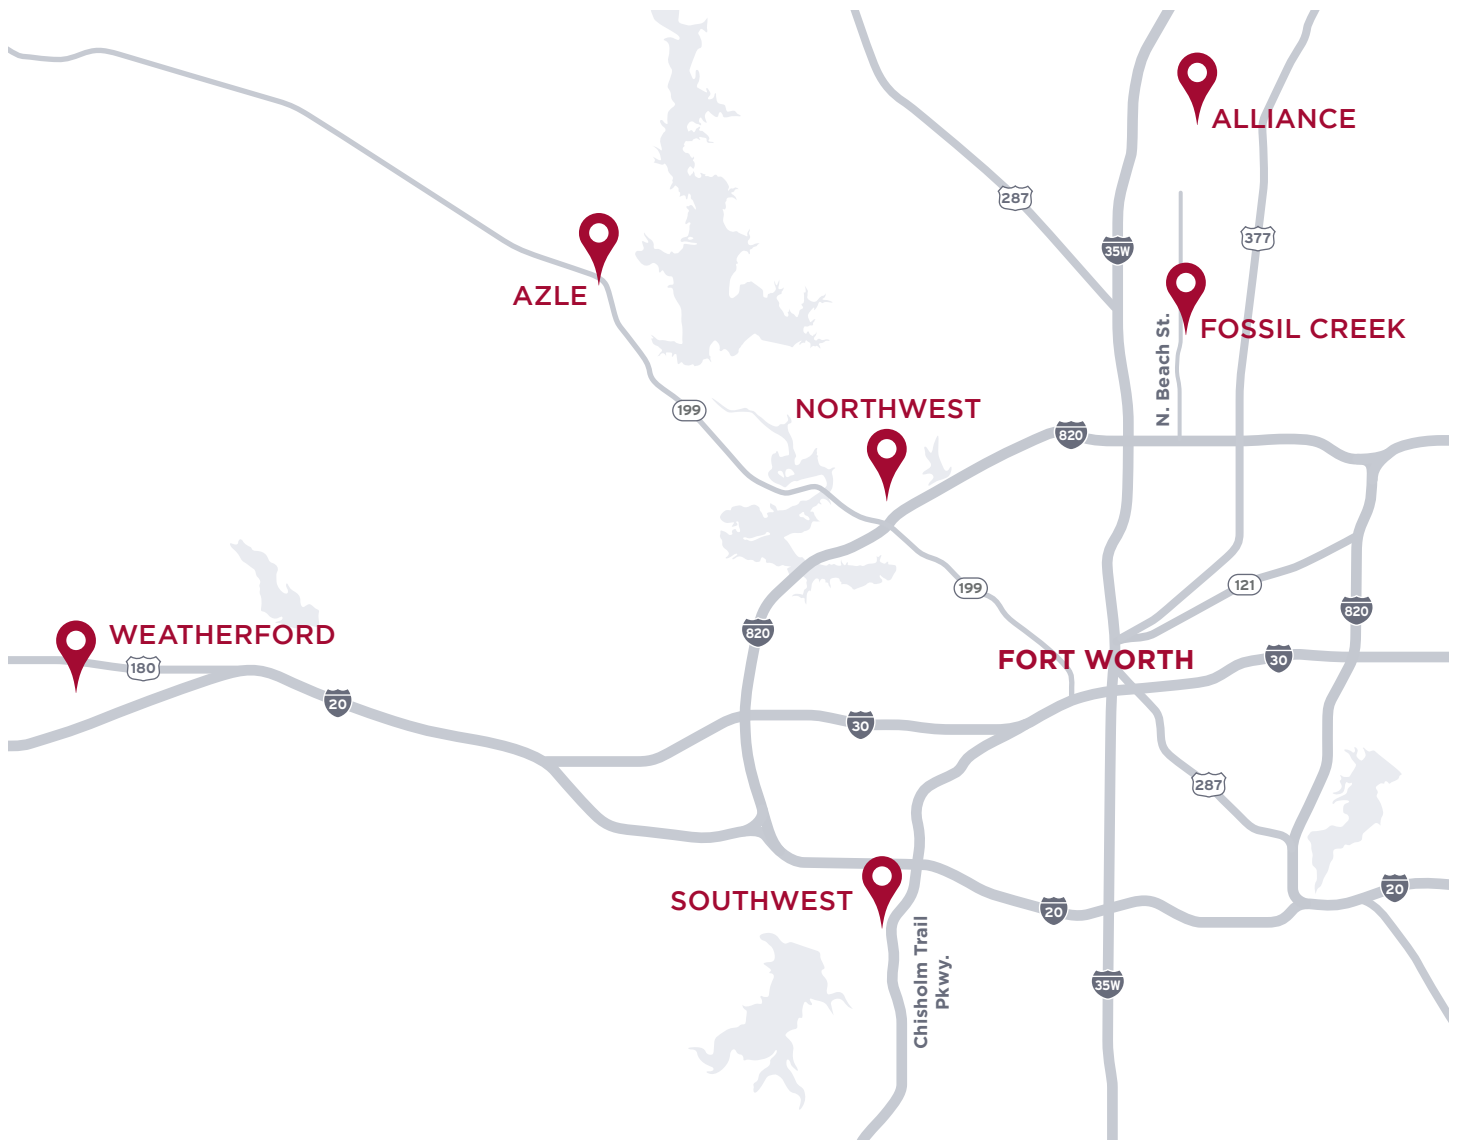 ALLIANCE
287
377
35W
AZLE
N. Beach St.
FOSSIL CREEK
199
NORTHWEST
820
199
121
820
820
WEATHERFORD
180
FORT WORTH
30
20
30
287
SOUTHWEST
20
20
Chisholm Trail
Pkwy.
35W